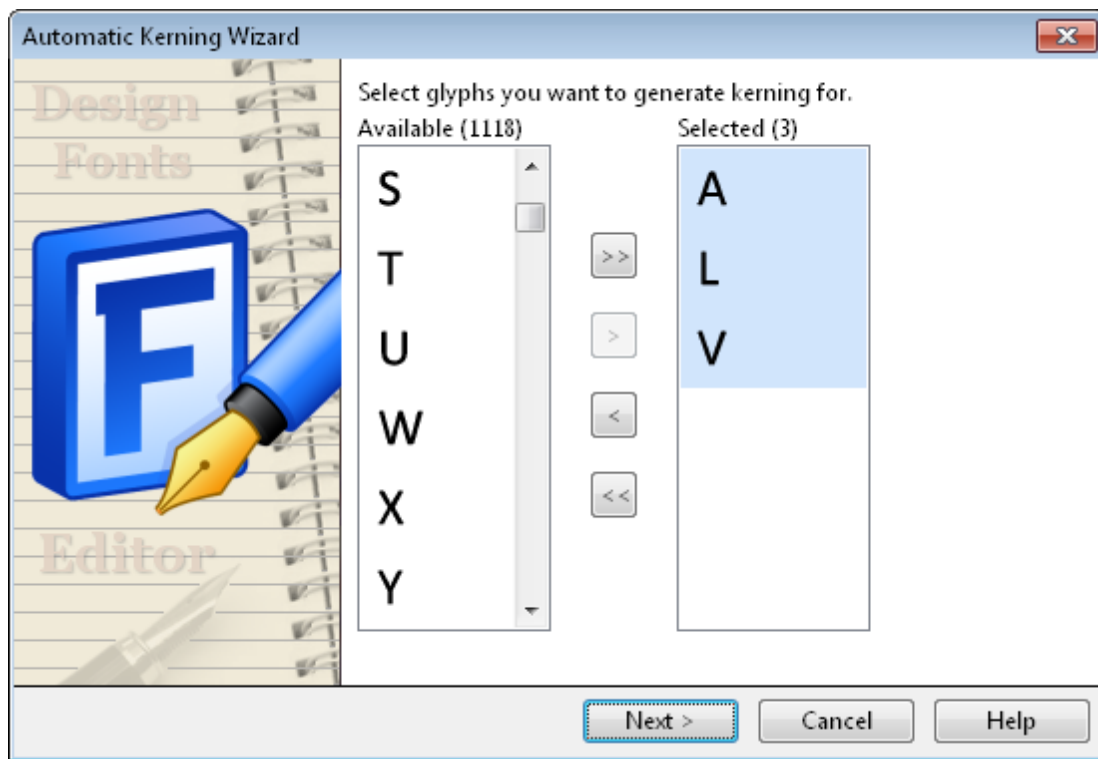 Automatic Kerning Wizard
Design
Fonts
F
Editor
Select glyphs you want to generate kerning for.
Available (1118)
S
T
U
W
X
Y
>>
>
<
<<
Selected (3)
A
L
V
Next >
Cancel
Help